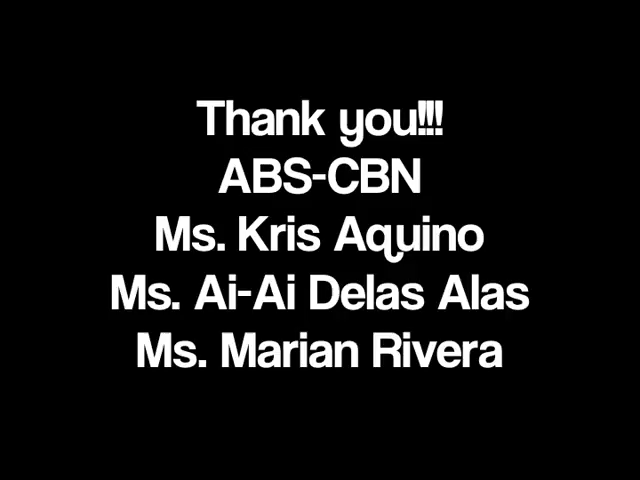 Thank you!!!
ABS-CBN
Ms. Kris Aquino
Ms. Ai-Ai Delas Alas
Ms. Marian Rivera